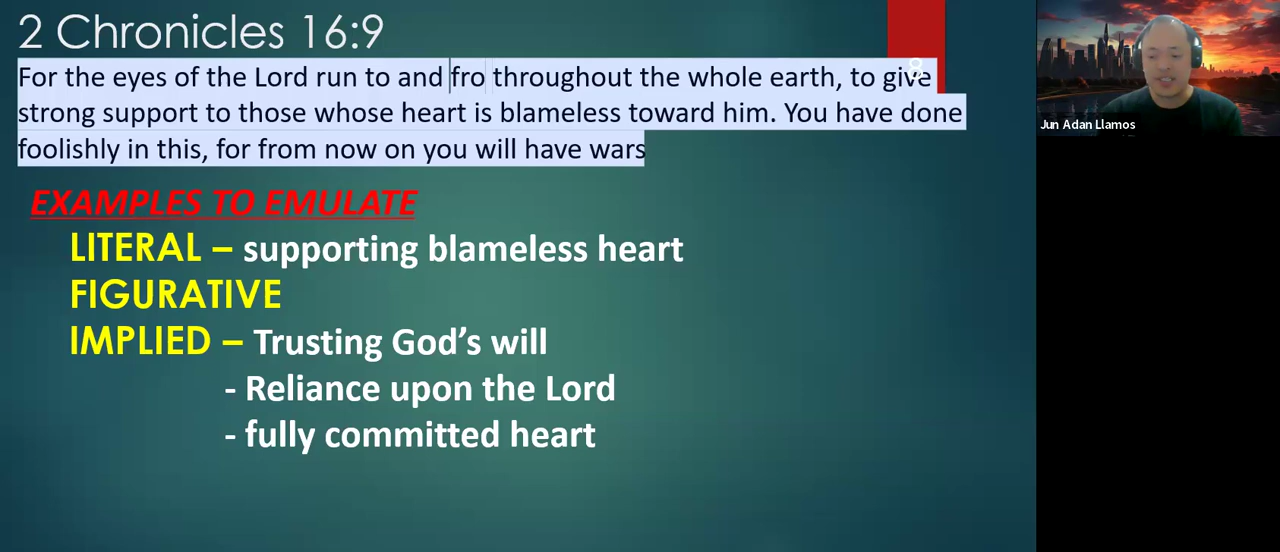 2 Chronicles 16:9
8
For the eyes of the Lord run to and fro throughout the whole earth, to give
strong support to those whose heart is blameless toward him. You have done
foolishly in this, for from now on you will have wars
EXAMPLES TO EMULATE
LITERAL – supporting blameless heart
FIGURATIVE
IMPLIED – Trusting God’s will
- Reliance upon the Lord
- fully committed heart
Jun Adan Llamos